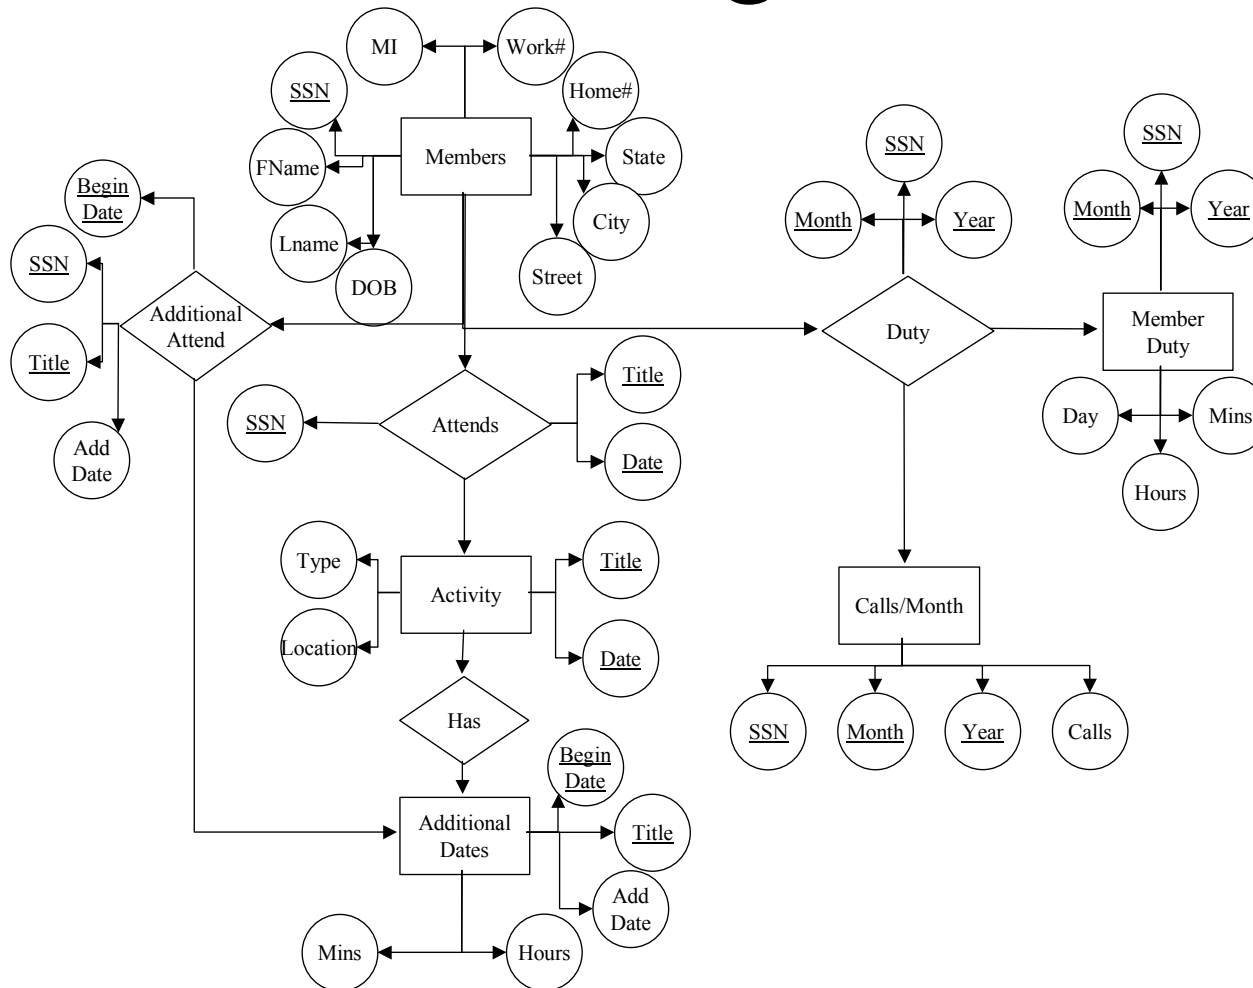 MI
Work#
SSN
Home#
Members
FName
State
SSN
SSN
Begin
Date
Month
Year
Month
Year
City
Lname
SSN
Street
DOB
Additional
Attend
Duty
Member
Duty
Title
Title
Attends
SSN
Day
Mins
Add
Date
Date
Hours
Type
Title
Activity
Calls/Month
Location
Date
Has
SSN
Month
Year
Calls
Begin
Date
Additional
Dates
Title
Add
Date
Mins
Hours